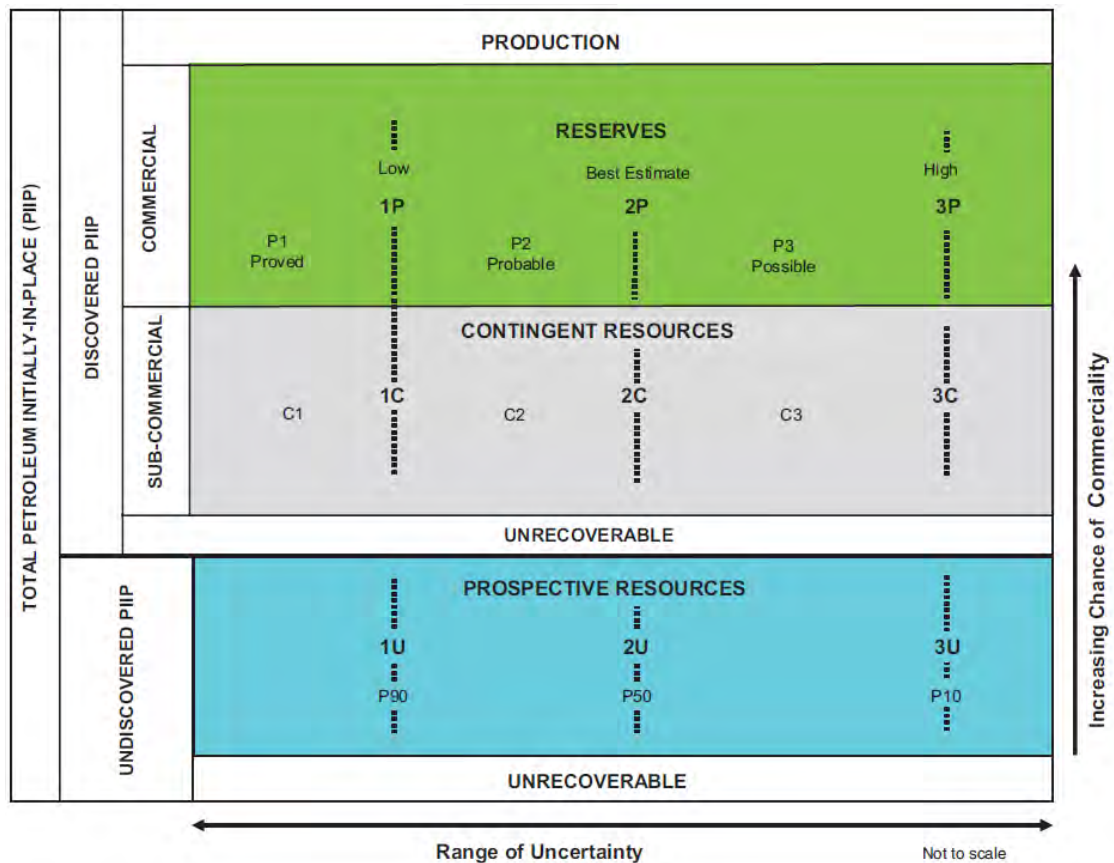 TOTAL PETROLEUM INITIALLY-IN-PLACE (PIIP)
DISCOVERED PIIP
UNDISCOVERED PIIP
COMMERCIAL
SUB-COMMERCIAL
PRODUCTION
RESERVES
Low
Best Estimate
High
1P
2P
3P
P1
Proved
P2
Probable
P3
Possible
CONTINGENT RESOURCES
1C
2C
3C
C1
C2
C3
UNRECOVERABLE
PROSPECTIVE RESOURCES
1U
2U
3U
P90
P50
P10
UNRECOVERABLE
Increasing Chance of Commerciality
Range of Uncertainty
Not to scale